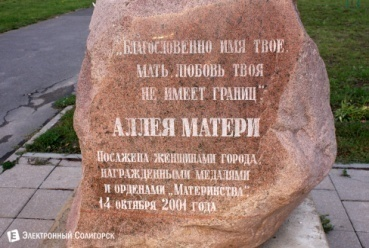 „Благословенно имя твое,
мать, любовь твоя
не имеет границ"
АЛЛЕЯ МАТЕРИ
Посажена женщинами города,
награжденными медалями
и орденами „Материнства"
14 октября 2001 года
Электронный Солигорск